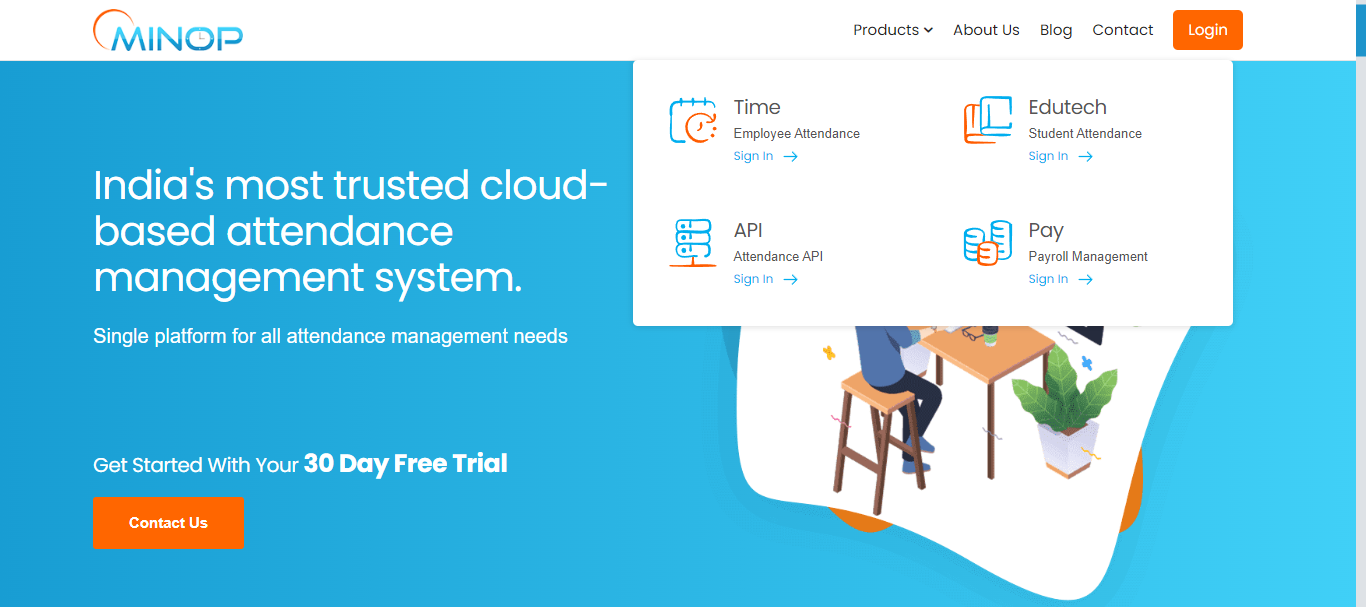 MINOP
Products
About Us
Blog
Contact
Login
Time
Employee Attendance
Sign In
Edutech
Student Attendance
Sign In
API
Attendance API
Sign In
Pay
Payroll Management
Sign In
India's most trusted cloud-
based attendance
management system.
Single platform for all attendance management needs
Get Started With Your 30 Day Free Trial
Contact Us